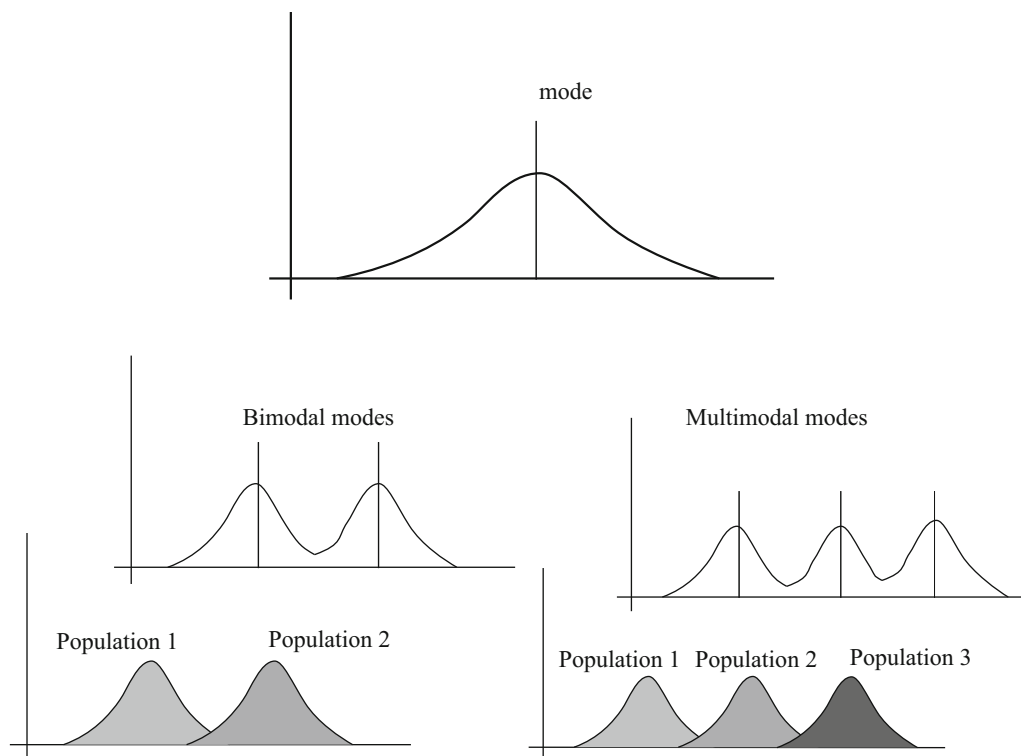 mode
Bimodal modes
Multimodal modes
Population 1
Population 2
Population 1
Population 2
Population 3